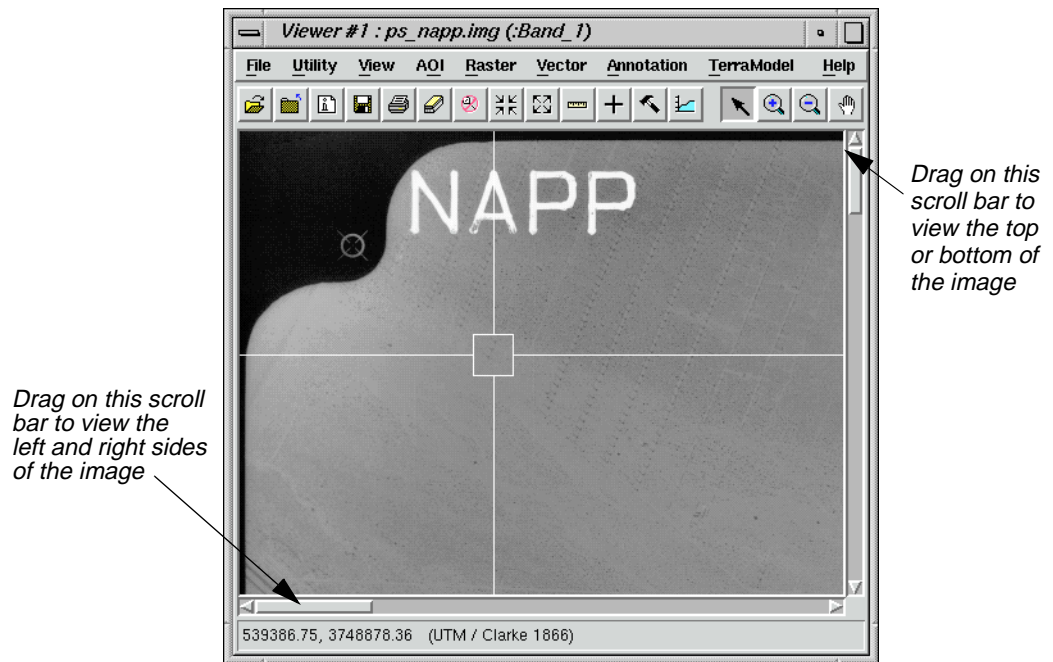 Viewer #1 : ps_napp.img (:Band_1)
File Utility View AOI Raster Vector Annotation TerraModel Help
NAPP
Drag on this
scroll bar to
view the top
or bottom of
the image
Drag on this scroll
bar to view the
left and right sides
of the image
539386.75, 3748878.36 (UTM / Clarke 1866)